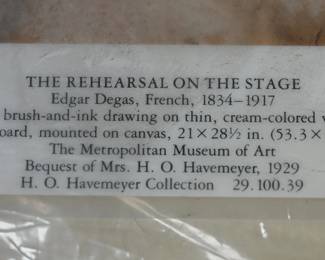 THE REHEARSAL ON THE STAGE
Edgar Degas, French, 1834–1917
brush-and-ink drawing on thin, cream-colored
oard, mounted on canvas, 21 × 28½ in. (53.3 ×
The Metropolitan Museum of Art
Bequest of Mrs. H. O. Havemeyer, 1929
H. O. Havemeyer Collection 29.100.39